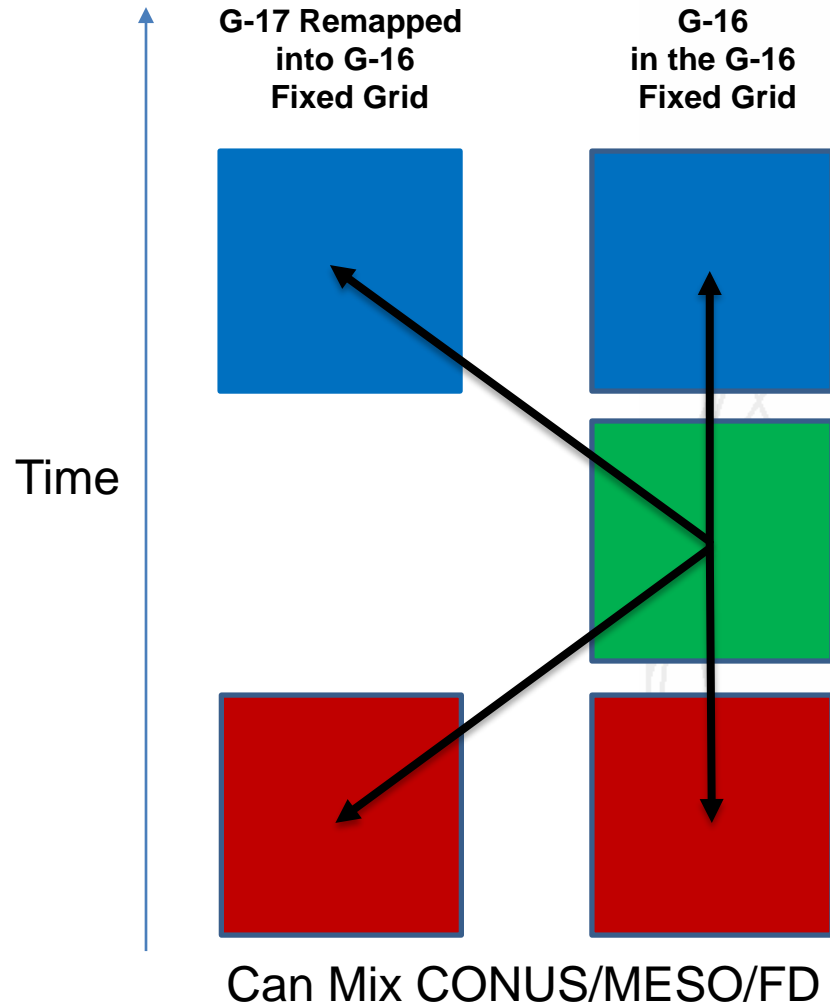 G-17 Remapped
into G-16
Fixed Grid
G-16
in the G-16
Fixed Grid
Time
Can Mix CONUS/MESO/FD